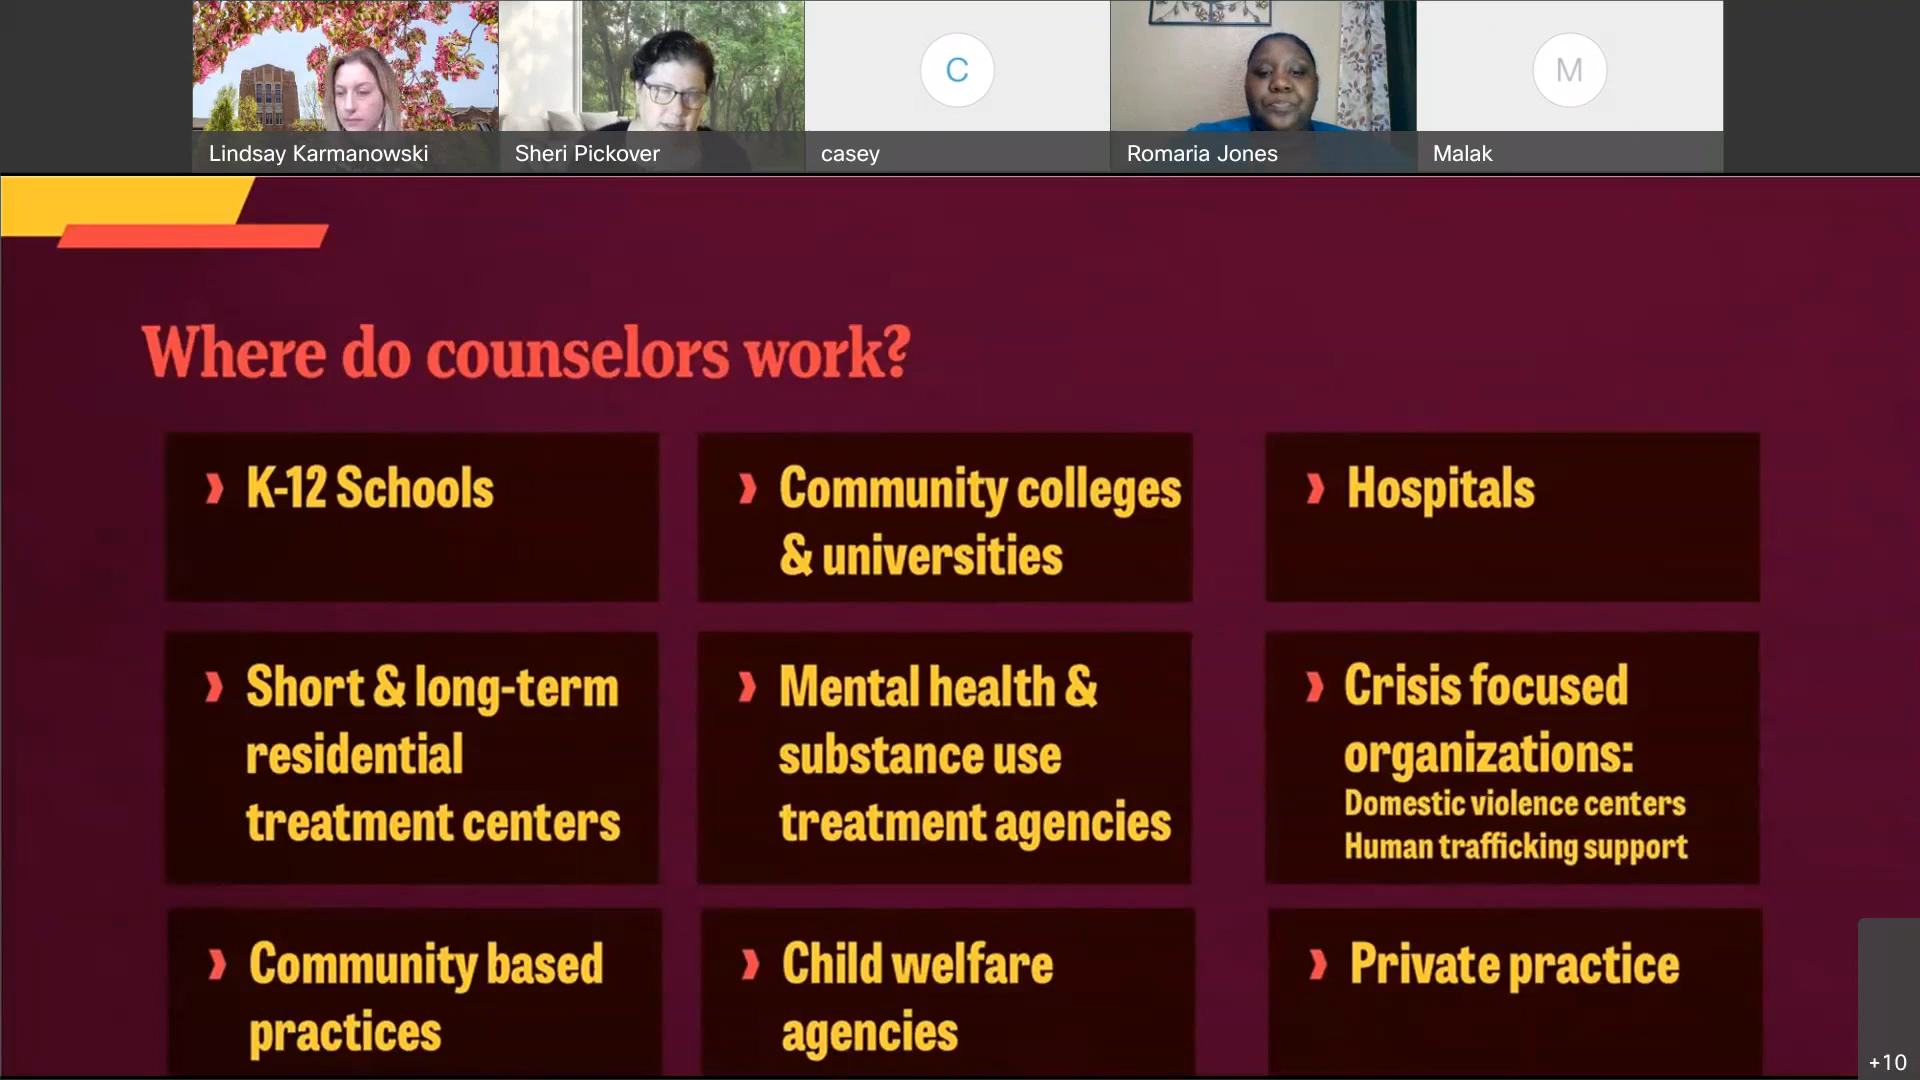 Lindsay Karmanowski
Sheri Pickover
C
casey
Romaria Jones
M
Malak
Where do counselors work?
K-12 Schools
Community colleges
& universities
Hospitals
Short & long-term
residential
treatment centers
Mental health &
substance use
treatment agencies
Crisis focused
organizations:
Domestic violence centers
Human trafficking support
Community based
practices
Child welfare
agencies
Private practice
+10